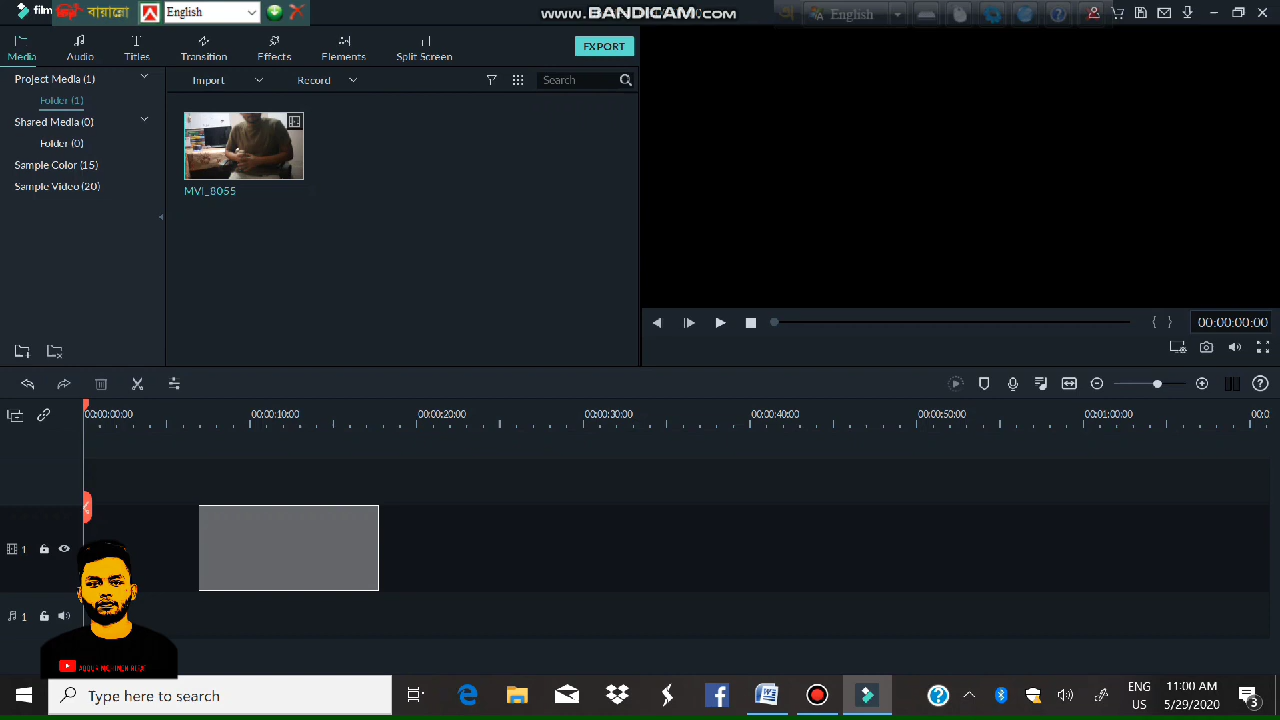 film
বায়ান্নো
English
www.BANDICAM.com
English
Media
Audio
Titles
Transition
Effects
Elements
Split Screen
EXPORT
Project Media (1)
Folder (1)
Shared Media (0)
Folder (0)
Sample Color (15)
Sample Video (20)
Import
Record
Search
MVI_8055
00:00:00:00
00:00:00:00
00:00:10:00
00:00:20:00
00:00:30:00
00:00:40:00
00:00:50:00
00:01:00:00
00:0
1
1
Type here to search
ENG
US
11:00 AM
5/29/2020
3